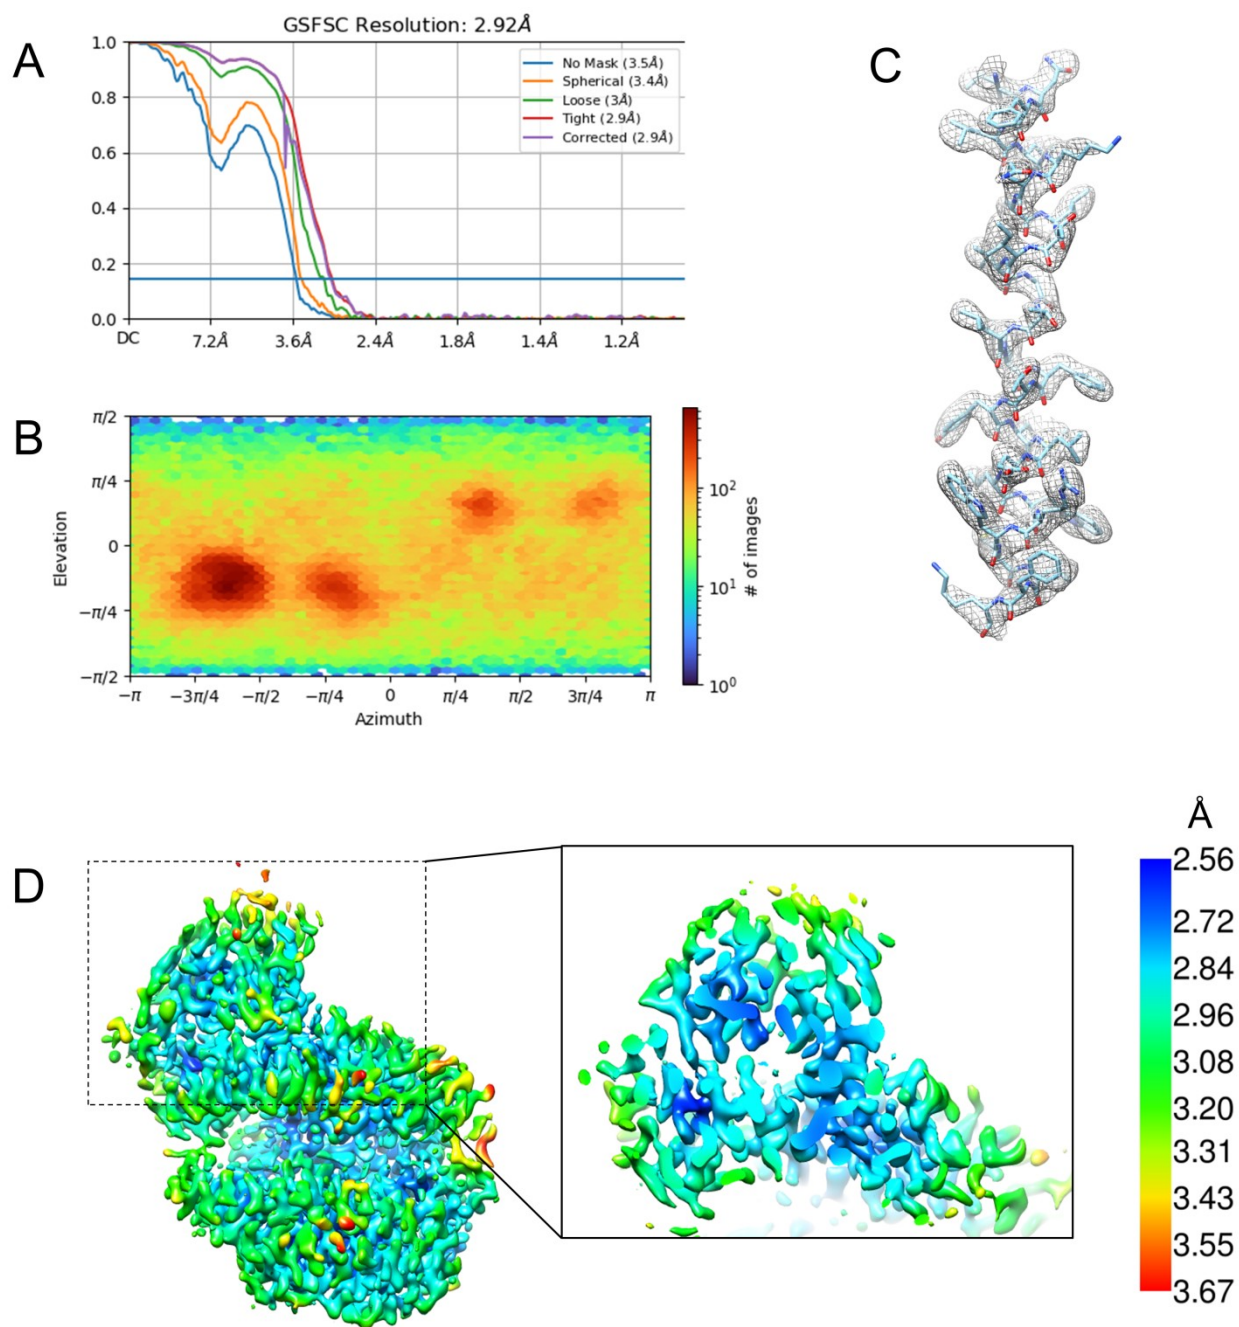 A
GSFSC Resolution: 2.92Å
1.0
0.8
0.6
0.4
0.2
0.0
No Mask (3.5Å)
Spherical (3.4Å)
Loose (3Å)
Tight (2.9Å)
Corrected (2.9Å)
DC 7.2Å 3.6Å 2.4Å 1.8Å 1.4Å 1.2Å
B
π/2
π/4
0
−π/4
−π/2
Elevation
−π −3π/4 −π/2 −π/4 0 π/4 π/2 3π/4 π
Azimuth
10²
10¹
10⁰
# of images
C
D
Å
2.56
2.72
2.84
2.96
3.08
3.20
3.31
3.43
3.55
3.67